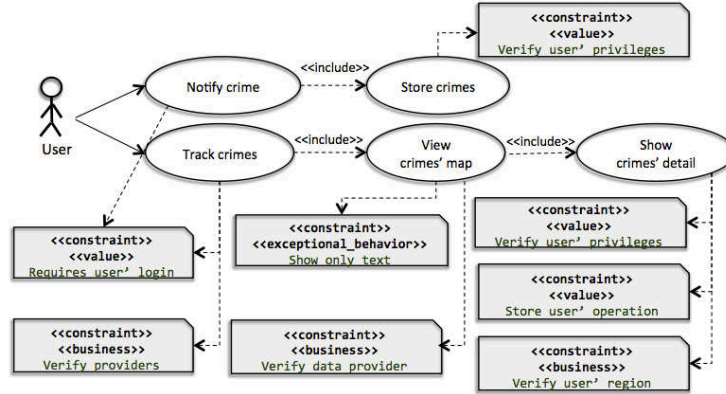 <<constraint>>
<<value>>
Verify user’ privileges
<<include>>
Notify crime
Store crimes
User
<<include>>
Track crimes
View
crimes’ map
<<include>>
Show
crimes’ detail
<<constraint>>
<<value>>
Requires user’ login
<<constraint>>
<<exceptional_behavior>>
Show only text
<<constraint>>
<<value>>
Verify user’ privileges
<<constraint>>
<<value>>
Store user’ operation
<<constraint>>
<<business>>
Verify providers
<<constraint>>
<<business>>
Verify data provider
<<constraint>>
<<business>>
Verify user’ region